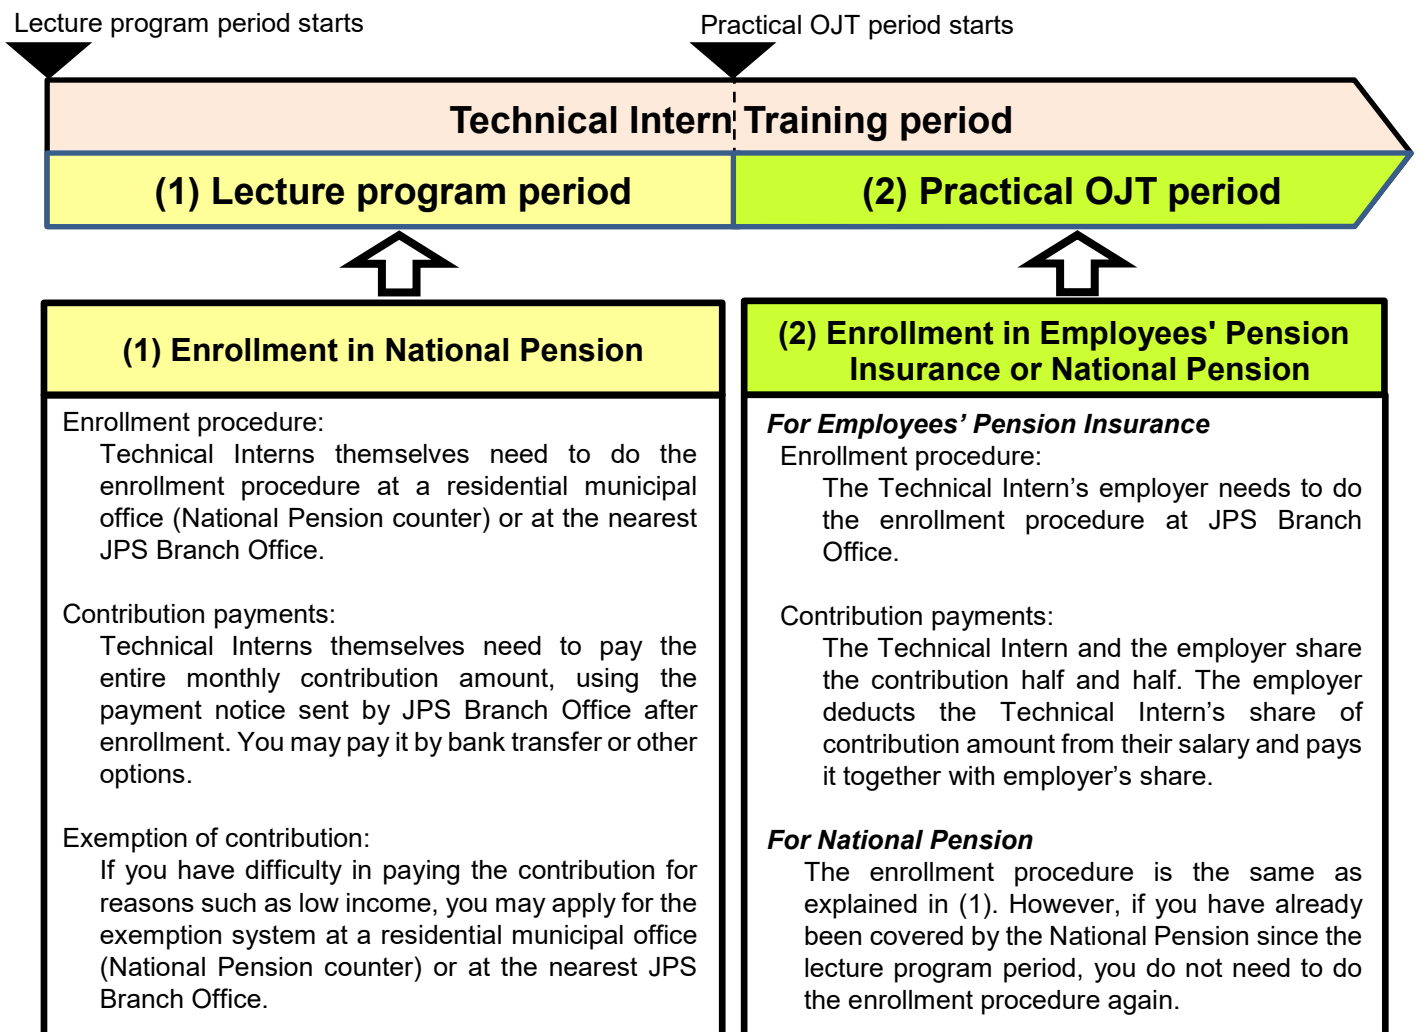 Lecture program period starts
Practical OJT period starts
Technical Intern Training period
(1) Lecture program period
(2) Practical OJT period
(1) Enrollment in National Pension
Enrollment procedure:
Technical Interns themselves need to do the
enrollment procedure at a residential municipal
office (National Pension counter) or at the nearest
JPS Branch Office.
Contribution payments:
Technical Interns themselves need to pay the
entire monthly contribution amount, using the
payment notice sent by JPS Branch Office after
enrollment. You may pay it by bank transfer or other
options.
Exemption of contribution:
If you have difficulty in paying the contribution for
reasons such as low income, you may apply for the
exemption system at a residential municipal office
(National Pension counter) or at the nearest JPS
Branch Office.
(2) Enrollment in Employees' Pension
Insurance or National Pension
For Employees’ Pension Insurance
Enrollment procedure:
The Technical Intern’s employer needs to do
the enrollment procedure at JPS Branch
Office.
Contribution payments:
The Technical Intern and the employer share
the contribution half and half. The employer
deducts the Technical Intern’s share of
contribution amount from their salary and pays
it together with employer’s share.
For National Pension
The enrollment procedure is the same as
explained in (1). However, if you have already
been covered by the National Pension since the
lecture program period, you do not need to do
the enrollment procedure again.